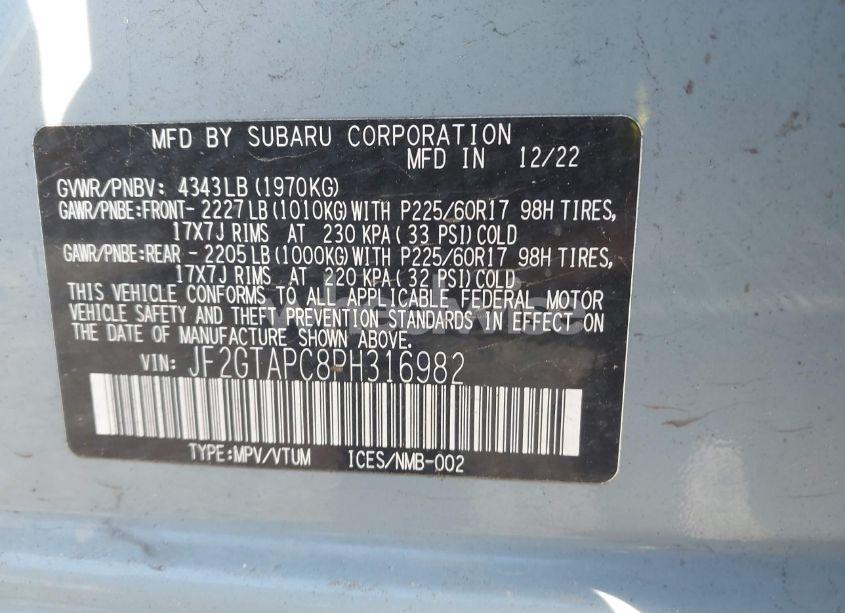 MFD BY SUBARU CORPORATION
MFD IN 12/22
GVWR/PNBV: 4343LB (1970KG)
GAWR/PNBE:FRONT- 2227LB (1010KG) WITH P225/60R17 98H TIRES,
17X7J RIMS AT 230 KPA ( 33 PSI) COLD
GAWR/PNBE:REAR - 2205LB (1000KG) WITH P225/60R17 98H TIRES,
17X7J RIMS AT 220 KPA ( 32 PSI) COLD
THIS VEHICLE CONFORMS TO ALL APPLICABLE FEDERAL MOTOR
VEHICLE SAFETY AND THEFT PREVENTION STANDARDS IN EFFECT ON
THE DATE OF MANUFACTURE SHOWN ABOVE.
VIN: JF2GTAPC8PH316982
TYPE:MPV/VTUM ICES/NMB-002